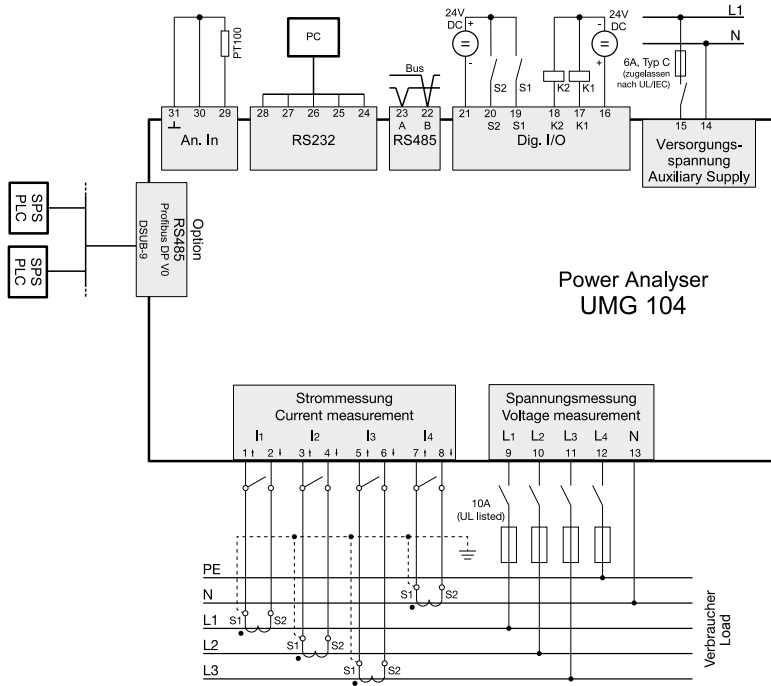 24V
DC
+
-
24V
DC
-
+
L1
N
PC
PT100
Bus
S2
S1
K2
K1
6A, Typ C
(zugelassen
nach UL/IEC)
31 30 29
An. In
28 27 26 25 24
RS232
23 22
A B
RS485
21 20 19 18 17 16
S2 S1 K2 K1
Dig. I/O
15 14
Versorgungs-
spannung
Auxiliary Supply
SPS
PLC
SPS
PLC
Option
RS485
Profibus DP V0
DSUB-9
Power Analyser
UMG 104
Strommessung
Current measurement
I1 I2 I3 I4
1 2 3 4 5 6 7 8
Spannungsmessung
Voltage measurement
L1 L2 L3 L4 N
9 10 11 12 13
10A
(UL listed)
PE
S1 S2
N
S1 S2
L1
S1 S2
L2
S1 S2
L3
Verbraucher
Load